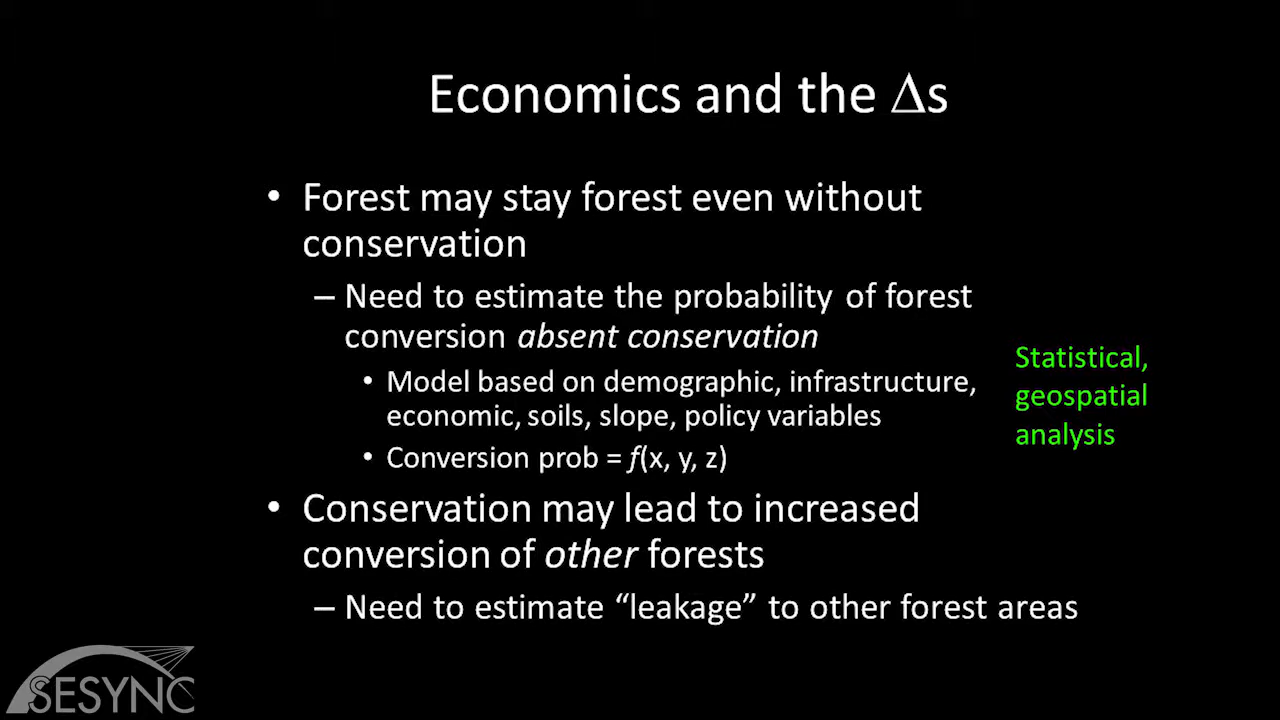 Economics and the Δs
• Forest may stay forest even without
conservation
– Need to estimate the probability of forest
conversion absent conservation
• Model based on demographic, infrastructure,
economic, soils, slope, policy variables
• Conversion prob = f(x, y, z)
Statistical,
geospatial
analysis
• Conservation may lead to increased
conversion of other forests
– Need to estimate “leakage” to other forest areas
SESYNC